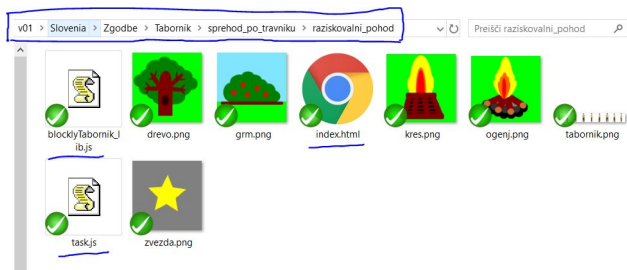 v01 > Slovenia > Zgodbe > Tabornik > sprehod_po_travniku > raziskovalni_pohod
Preišči raziskovalni_pohod
blocklyTabornik_l
ib.js
drevo.png
grm.png
index.html
kres.png
ogenj.png
tabornik.png
task.js
zvezda.png